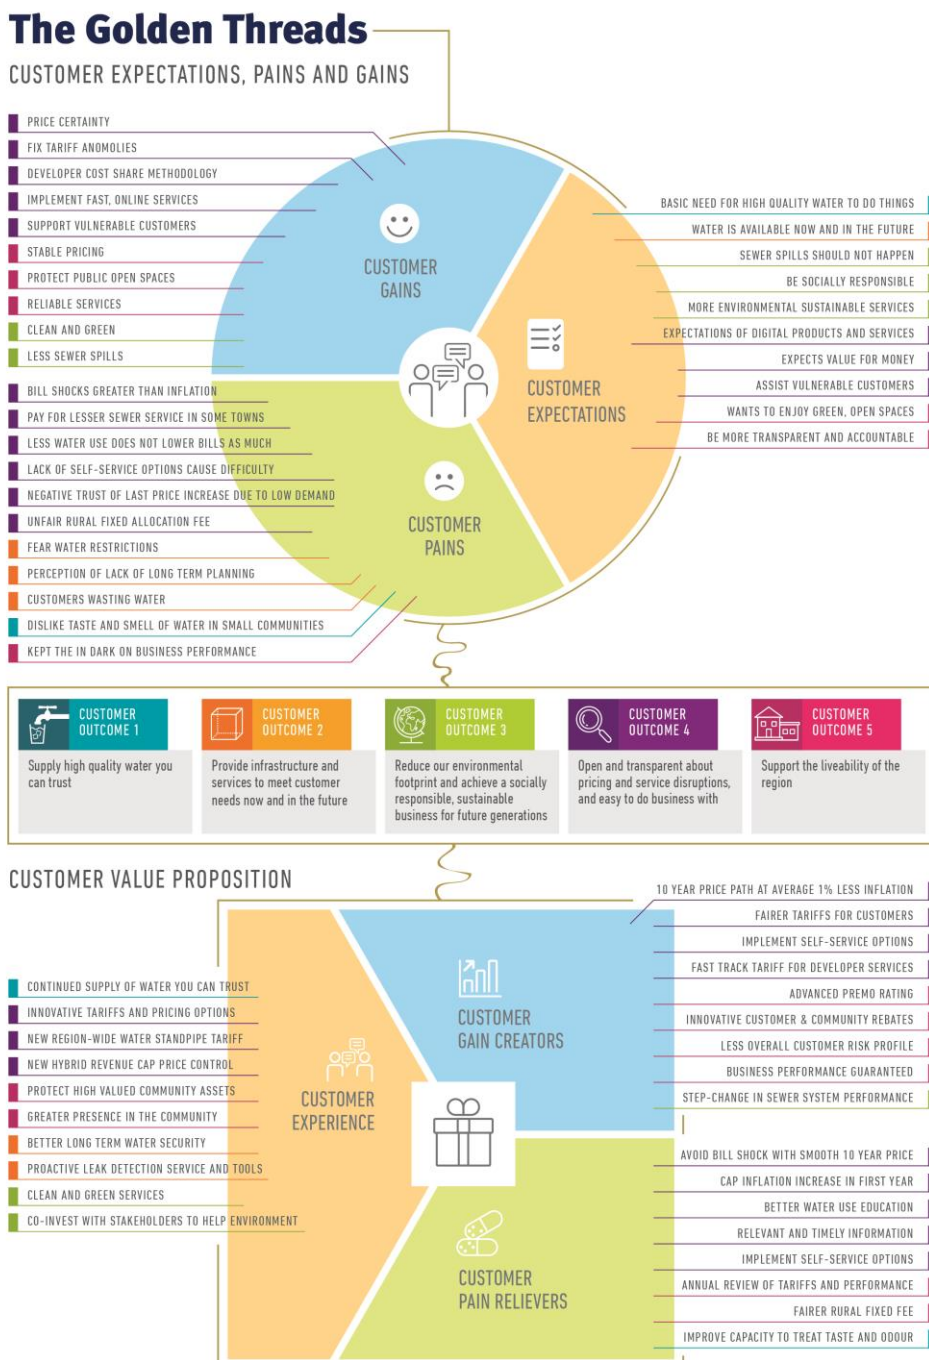 The Golden Threads
CUSTOMER EXPECTATIONS, PAINS AND GAINS
PRICE CERTAINTY
FIX TARIFF ANOMOLIES
DEVELOPER COST SHARE METHODOLOGY
IMPLEMENT FAST, ONLINE SERVICES
SUPPORT VULNERABLE CUSTOMERS
STABLE PRICING
PROTECT PUBLIC OPEN SPACES
RELIABLE SERVICES
CLEAN AND GREEN
LESS SEWER SPILLS
CUSTOMER
GAINS
BASIC NEED FOR HIGH QUALITY WATER TO DO THINGS
WATER IS AVAILABLE NOW AND IN THE FUTURE
SEWER SPILLS SHOULD NOT HAPPEN
BE SOCIALLY RESPONSIBLE
MORE ENVIRONMENTAL SUSTAINABLE SERVICES
EXPECTATIONS OF DIGITAL PRODUCTS AND SERVICES
EXPECTS VALUE FOR MONEY
ASSIST VULNERABLE CUSTOMERS
WANTS TO ENJOY GREEN, OPEN SPACES
BE MORE TRANSPARENT AND ACCOUNTABLE
CUSTOMER
EXPECTATIONS
BILL SHOCKS GREATER THAN INFLATION
PAY FOR LESSER SEWER SERVICE IN SOME TOWNS
LESS WATER USE DOES NOT LOWER BILLS AS MUCH
LACK OF SELF-SERVICE OPTIONS CAUSE DIFFICULTY
NEGATIVE TRUST OF LAST PRICE INCREASE DUE TO LOW DEMAND
UNFAIR RURAL FIXED ALLOCATION FEE
FEAR WATER RESTRICTIONS
PERCEPTION OF LACK OF LONG TERM PLANNING
CUSTOMERS WASTING WATER
DISLIKE TASTE AND SMELL OF WATER IN SMALL COMMUNITIES
KEPT THE IN DARK ON BUSINESS PERFORMANCE
CUSTOMER
PAINS
CUSTOMER
OUTCOME 1
Supply high quality water you
can trust
CUSTOMER
OUTCOME 2
Provide infrastructure and
services to meet customer
needs now and in the future
CUSTOMER
OUTCOME 3
Reduce our environmental
footprint and achieve a socially
responsible, sustainable
business for future generations
CUSTOMER
OUTCOME 4
Open and transparent about
pricing and service disruptions,
and easy to do business with
CUSTOMER
OUTCOME 5
Support the liveability of the
region
CUSTOMER VALUE PROPOSITION
CONTINUED SUPPLY OF WATER YOU CAN TRUST
INNOVATIVE TARIFFS AND PRICING OPTIONS
NEW REGION-WIDE WATER STANDPIPE TARIFF
NEW HYBRID REVENUE CAP PRICE CONTROL
PROTECT HIGH VALUED COMMUNITY ASSETS
GREATER PRESENCE IN THE COMMUNITY
BETTER LONG TERM WATER SECURITY
PROACTIVE LEAK DETECTION SERVICE AND TOOLS
CLEAN AND GREEN SERVICES
CO-INVEST WITH STAKEHOLDERS TO HELP ENVIRONMENT
CUSTOMER
EXPERIENCE
CUSTOMER
GAIN CREATORS
10 YEAR PRICE PATH AT AVERAGE 1% LESS INFLATION
FAIRER TARIFFS FOR CUSTOMERS
IMPLEMENT SELF-SERVICE OPTIONS
FAST TRACK TARIFF FOR DEVELOPER SERVICES
ADVANCED PREMO RATING
INNOVATIVE CUSTOMER & COMMUNITY REBATES
LESS OVERALL CUSTOMER RISK PROFILE
BUSINESS PERFORMANCE GUARANTEED
STEP-CHANGE IN SEWER SYSTEM PERFORMANCE
CUSTOMER
PAIN RELIEVERS
AVOID BILL SHOCK WITH SMOOTH 10 YEAR PRICE
CAP INFLATION INCREASE IN FIRST YEAR
BETTER WATER USE EDUCATION
RELEVANT AND TIMELY INFORMATION
IMPLEMENT SELF-SERVICE OPTIONS
ANNUAL REVIEW OF TARIFFS AND PERFORMANCE
FAIRER RURAL FIXED FEE
IMPROVE CAPACITY TO TREAT TASTE AND ODOUR